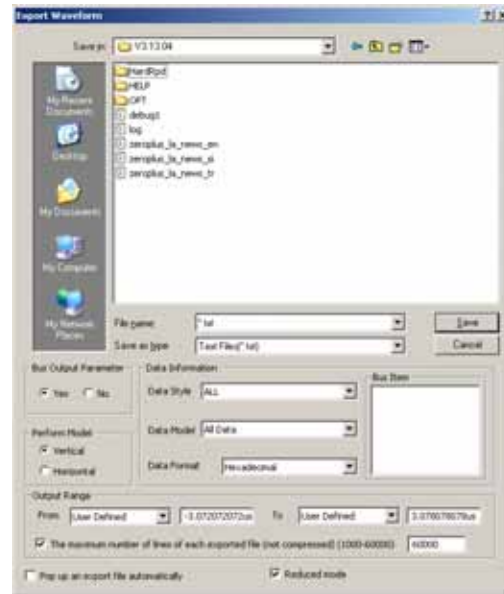 Export Waveform
Save in: V3.13.04
My Recent Documents
Desktop
My Documents
My Computer
My Network Places
HardRpd
HELP
OPT
debug1
log
zeroplus_la_news_en
zeroplus_la_news_si
zeroplus_la_news_tr
File name: *.txt Save
Save as type: Text Files(*.txt) Cancel
Bus Output Parameter
Yes No
Perform Model
Vertical
Horizontal
Data Information
Data Style ALL
Data Model All Data
Data Format Hexadecimal
Bus Item
Output Range
From User Defined -3.072072072us To User Defined
The maximum number of lines of each exported file (not compressed) (1000-60000) 60000
Pop up an export file automatically Reduced mode